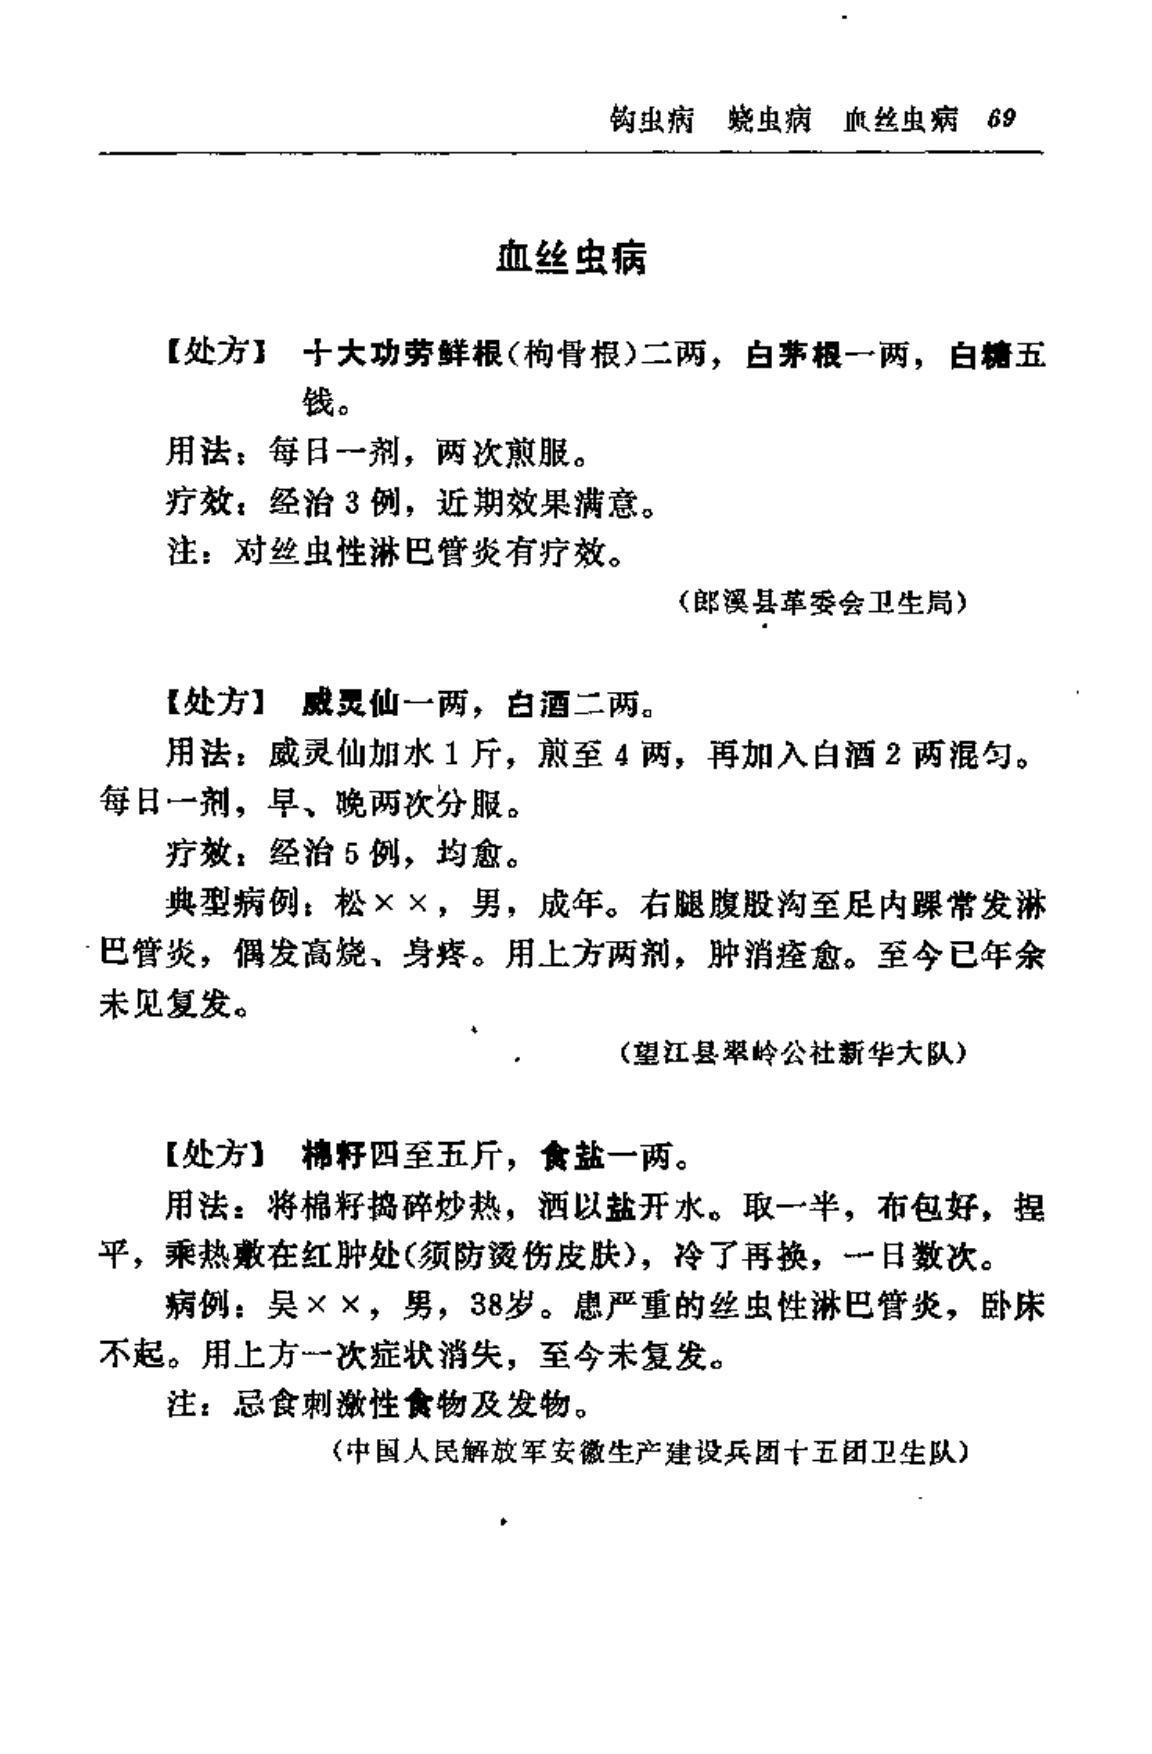 钩虫病　蛲虫病　血丝虫病　69
血丝虫病
【处方】　十大功劳鲜根(枸骨根)二两，白茅根一两，白糖五
钱。
用法：每日一剂，两次煎服。
疗效：经治 3 例，近期效果满意。
注：对丝虫性淋巴管炎有疗效。
（郎溪县革委会卫生局）
【处方】　威灵仙一两，白酒二两。
用法：威灵仙加水 1 斤，煎至 4 两，再加入白酒 2 两混匀。
每日一剂，早、晚两次分服。
疗效：经治 5 例，均愈。
典型病例：松××，男，成年。右腿腹股沟至足内踝常发淋
巴管炎，偶发高烧、身疼。用上方两剂，肿消痊愈。至今已年余
未见复发。
（望江县翠岭公社新华大队）
【处方】　棉籽四至五斤，食盐一两。
用法：将棉籽捣碎炒热，洒以盐开水。取一半，布包好，捏
平，乘热敷在红肿处(须防烫伤皮肤)，冷了再换，一日数次。
病例：吴××，男，38岁。患严重的丝虫性淋巴管炎，卧床
不起。用上方一次症状消失，至今未复发。
注：忌食刺激性食物及发物。
（中国人民解放军安徽生产建设兵团十五团卫生队）